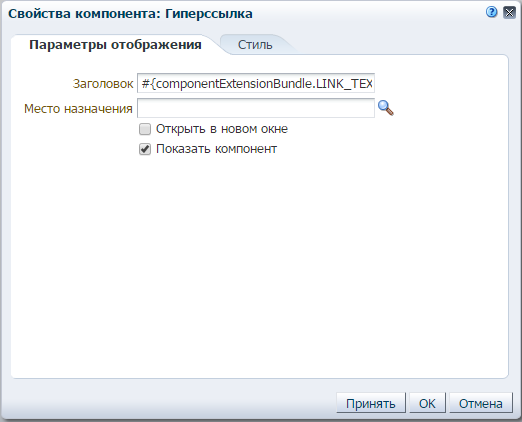 Свойства компонента: Гиперссылка
Параметры отображения
Стиль
Заголовок #{componentExtensionBundle.LINK_TEX
Место назначения
Открыть в новом окне
Показать компонент
Принять OK Отмена